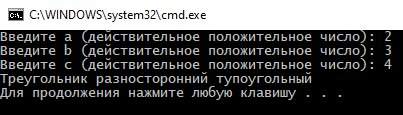 C:\WINDOWS\system32\cmd.exe
Введите a (действительное положительное число): 2
Введите b (действительное положительное число): 3
Введите c (действительное положительное число): 4
Треугольник разносторонний тупоугольный
Для продолжения нажмите любую клавишу . . .